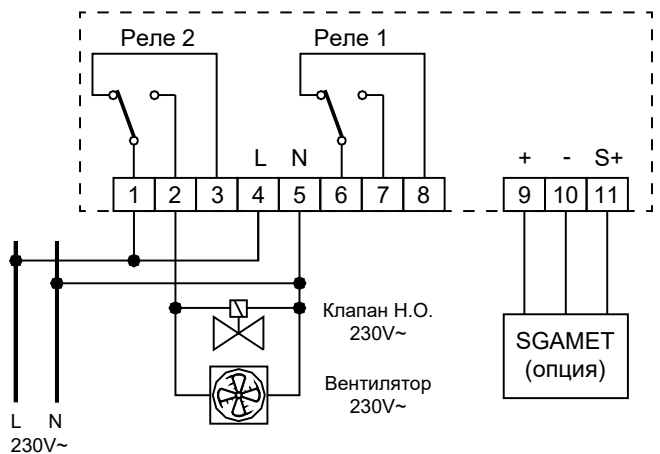 Реле 2 Реле 1
L N + - S+
1 2 3 4 5 6 7 8 9 10 11
Клапан Н.О.
230V~
SGAMET
(опция)
Вентилятор
230V~
L N
230V~